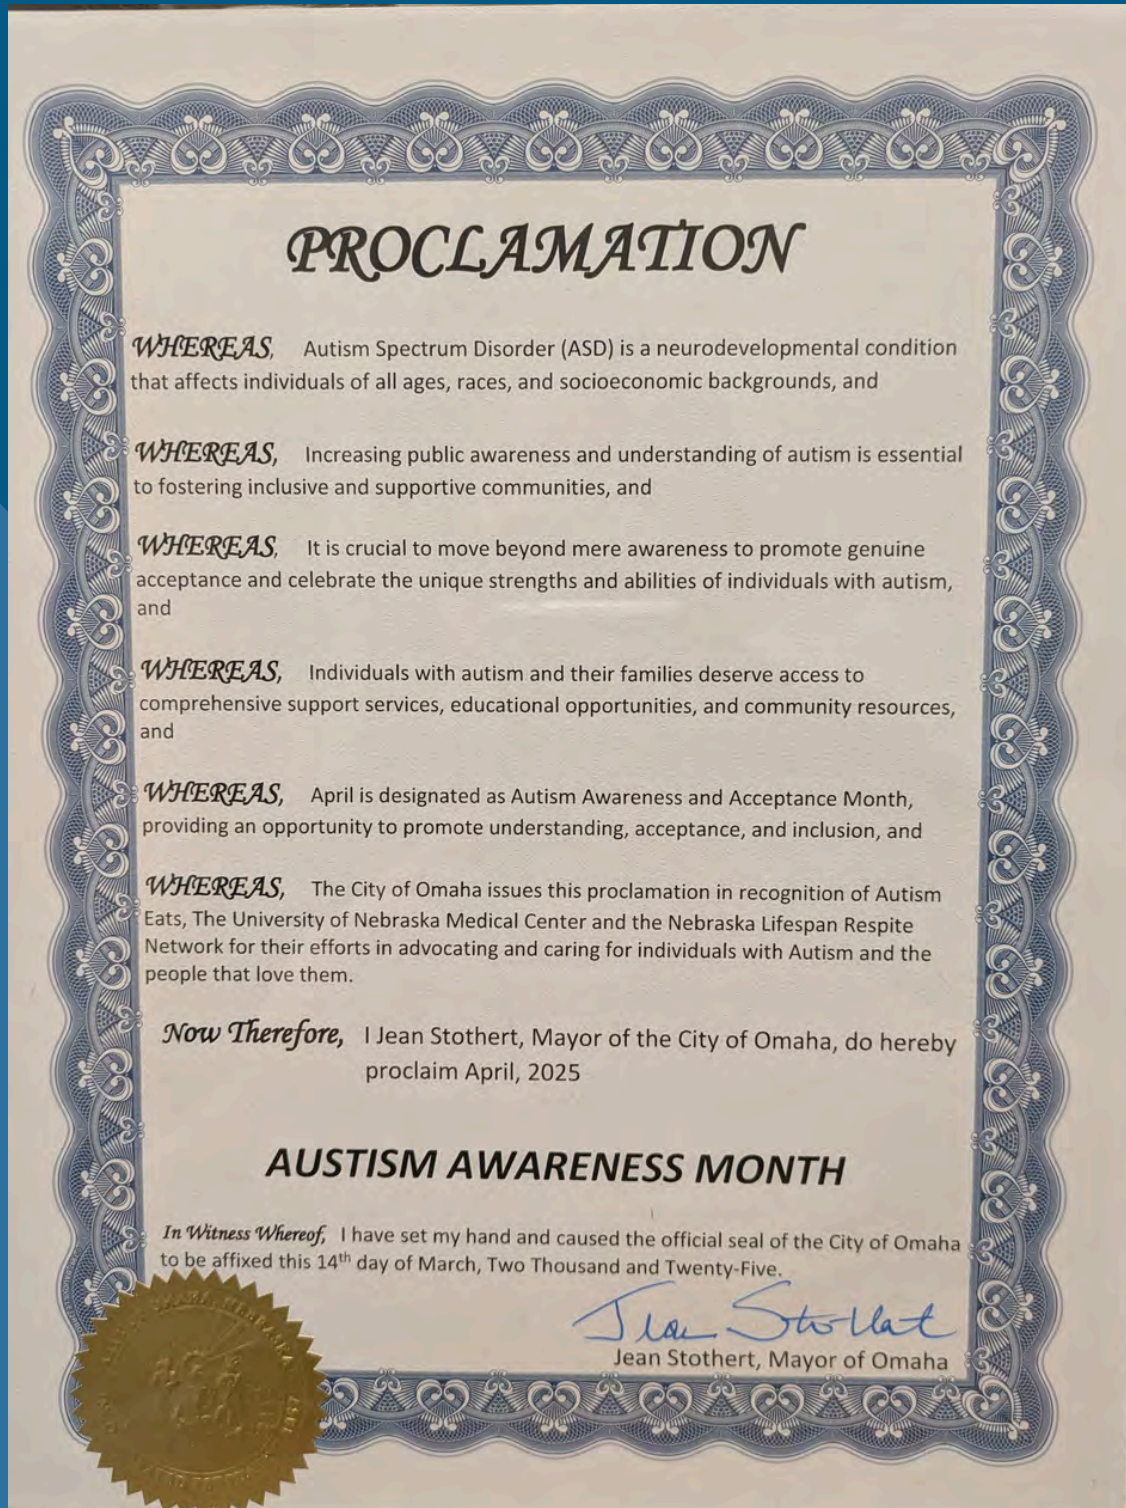 PROCLAMATION
WHEREAS, Autism Spectrum Disorder (ASD) is a neurodevelopmental condition
that affects individuals of all ages, races, and socioeconomic backgrounds, and
WHEREAS, Increasing public awareness and understanding of autism is essential
to fostering inclusive and supportive communities, and
WHEREAS, It is crucial to move beyond mere awareness to promote genuine
acceptance and celebrate the unique strengths and abilities of individuals with autism,
and
WHEREAS, Individuals with autism and their families deserve access to
comprehensive support services, educational opportunities, and community resources,
and
WHEREAS, April is designated as Autism Awareness and Acceptance Month,
providing an opportunity to promote understanding, acceptance, and inclusion, and
WHEREAS, The City of Omaha issues this proclamation in recognition of Autism
Eats, The University of Nebraska Medical Center and the Nebraska Lifespan Respite
Network for their efforts in advocating and caring for individuals with Autism and the
people that love them.
Now Therefore, I Jean Stothert, Mayor of the City of Omaha, do hereby
proclaim April, 2025
AUSTISM AWARENESS MONTH
In Witness Whereof, I have set my hand and caused the official seal of the City of Omaha
to be affixed this 14th day of March, Two Thousand and Twenty-Five.
Jean Stothert
Jean Stothert, Mayor of Omaha